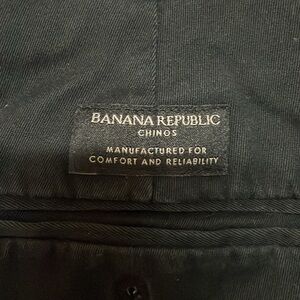 BANANA REPUBLIC
CHINOS
MANUFACTURED FOR
COMFORT AND RELIABILITY